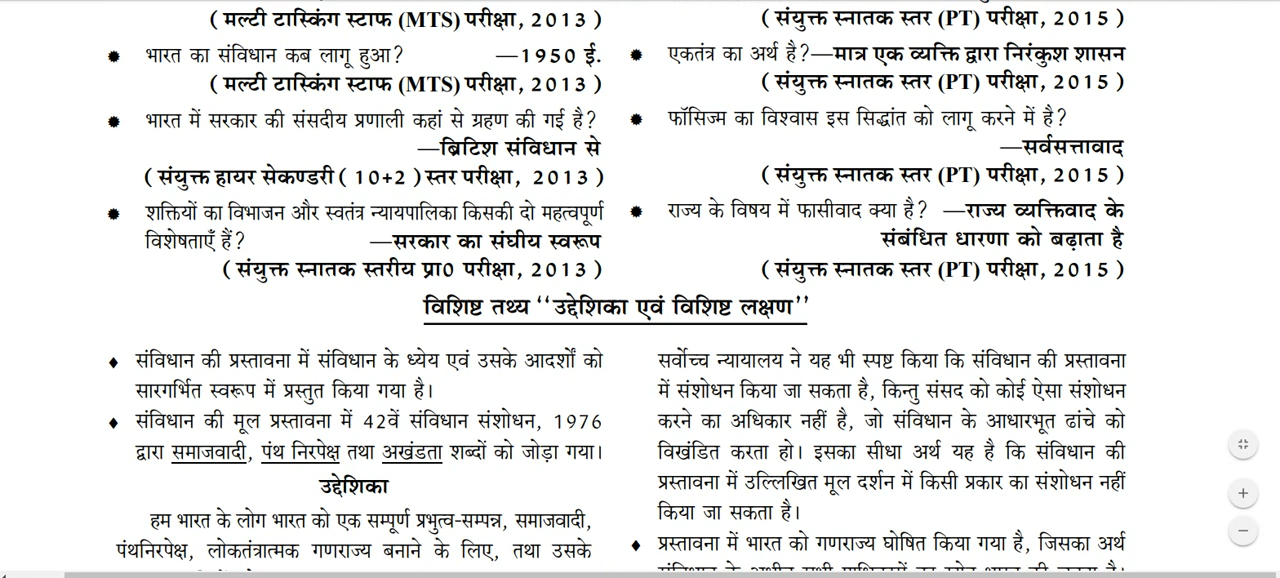 ( मल्टी टास्किंग स्टाफ (MTS) परीक्षा, 2013 )
भारत का संविधान कब लागू हुआ? —1950 ई.
( मल्टी टास्किंग स्टाफ (MTS) परीक्षा, 2013 )
भारत में सरकार की संसदीय प्रणाली कहां से ग्रहण की गई है?
—ब्रिटिश संविधान से
( संयुक्त हायर सेकण्डरी ( 10+2 ) स्तर परीक्षा, 2013 )
शक्तियों का विभाजन और स्वतंत्र न्यायपालिका किसकी दो महत्वपूर्ण
विशेषताएँ हैं? —सरकार का संघीय स्वरूप
( संयुक्त स्नातक स्तरीय प्रा0 परीक्षा, 2013 )
( संयुक्त स्नातक स्तर (PT) परीक्षा, 2015 )
एकतंत्र का अर्थ है?—मात्र एक व्यक्ति द्वारा निरंकुश शासन
( संयुक्त स्नातक स्तर (PT) परीक्षा, 2015 )
फॉसिज्म का विश्वास इस सिद्धांत को लागू करने में है?
—सर्वसत्तावाद
( संयुक्त स्नातक स्तर (PT) परीक्षा, 2015 )
राज्य के विषय में फासीवाद क्या है? —राज्य व्यक्तिवाद के
संबंधित धारणा को बढ़ाता है
( संयुक्त स्नातक स्तर (PT) परीक्षा, 2015 )
विशिष्ट तथ्य ‘‘उद्देशिका एवं विशिष्ट लक्षण’’
संविधान की प्रस्तावना में संविधान के ध्येय एवं उसके आदर्शों को
सारगर्भित स्वरूप में प्रस्तुत किया गया है।
संविधान की मूल प्रस्तावना में 42वें संविधान संशोधन, 1976
द्वारा समाजवादी, पंथ निरपेक्ष तथा अखंडता शब्दों को जोड़ा गया।
उद्देशिका
हम भारत के लोग भारत को एक सम्पूर्ण प्रभुत्व-सम्पन्न, समाजवादी,
पंथनिरपेक्ष, लोकतंत्रात्मक गणराज्य बनाने के लिए, तथा उसके
सर्वोच्च न्यायालय ने यह भी स्पष्ट किया कि संविधान की प्रस्तावना
में संशोधन किया जा सकता है, किन्तु संसद को कोई ऐसा संशोधन
करने का अधिकार नहीं है, जो संविधान के आधारभूत ढांचे को
विखंडित करता हो। इसका सीधा अर्थ यह है कि संविधान की
प्रस्तावना में उल्लिखित मूल दर्शन में किसी प्रकार का संशोधन नहीं
किया जा सकता है।
प्रस्तावना में भारत को गणराज्य घोषित किया गया है, जिसका अर्थ